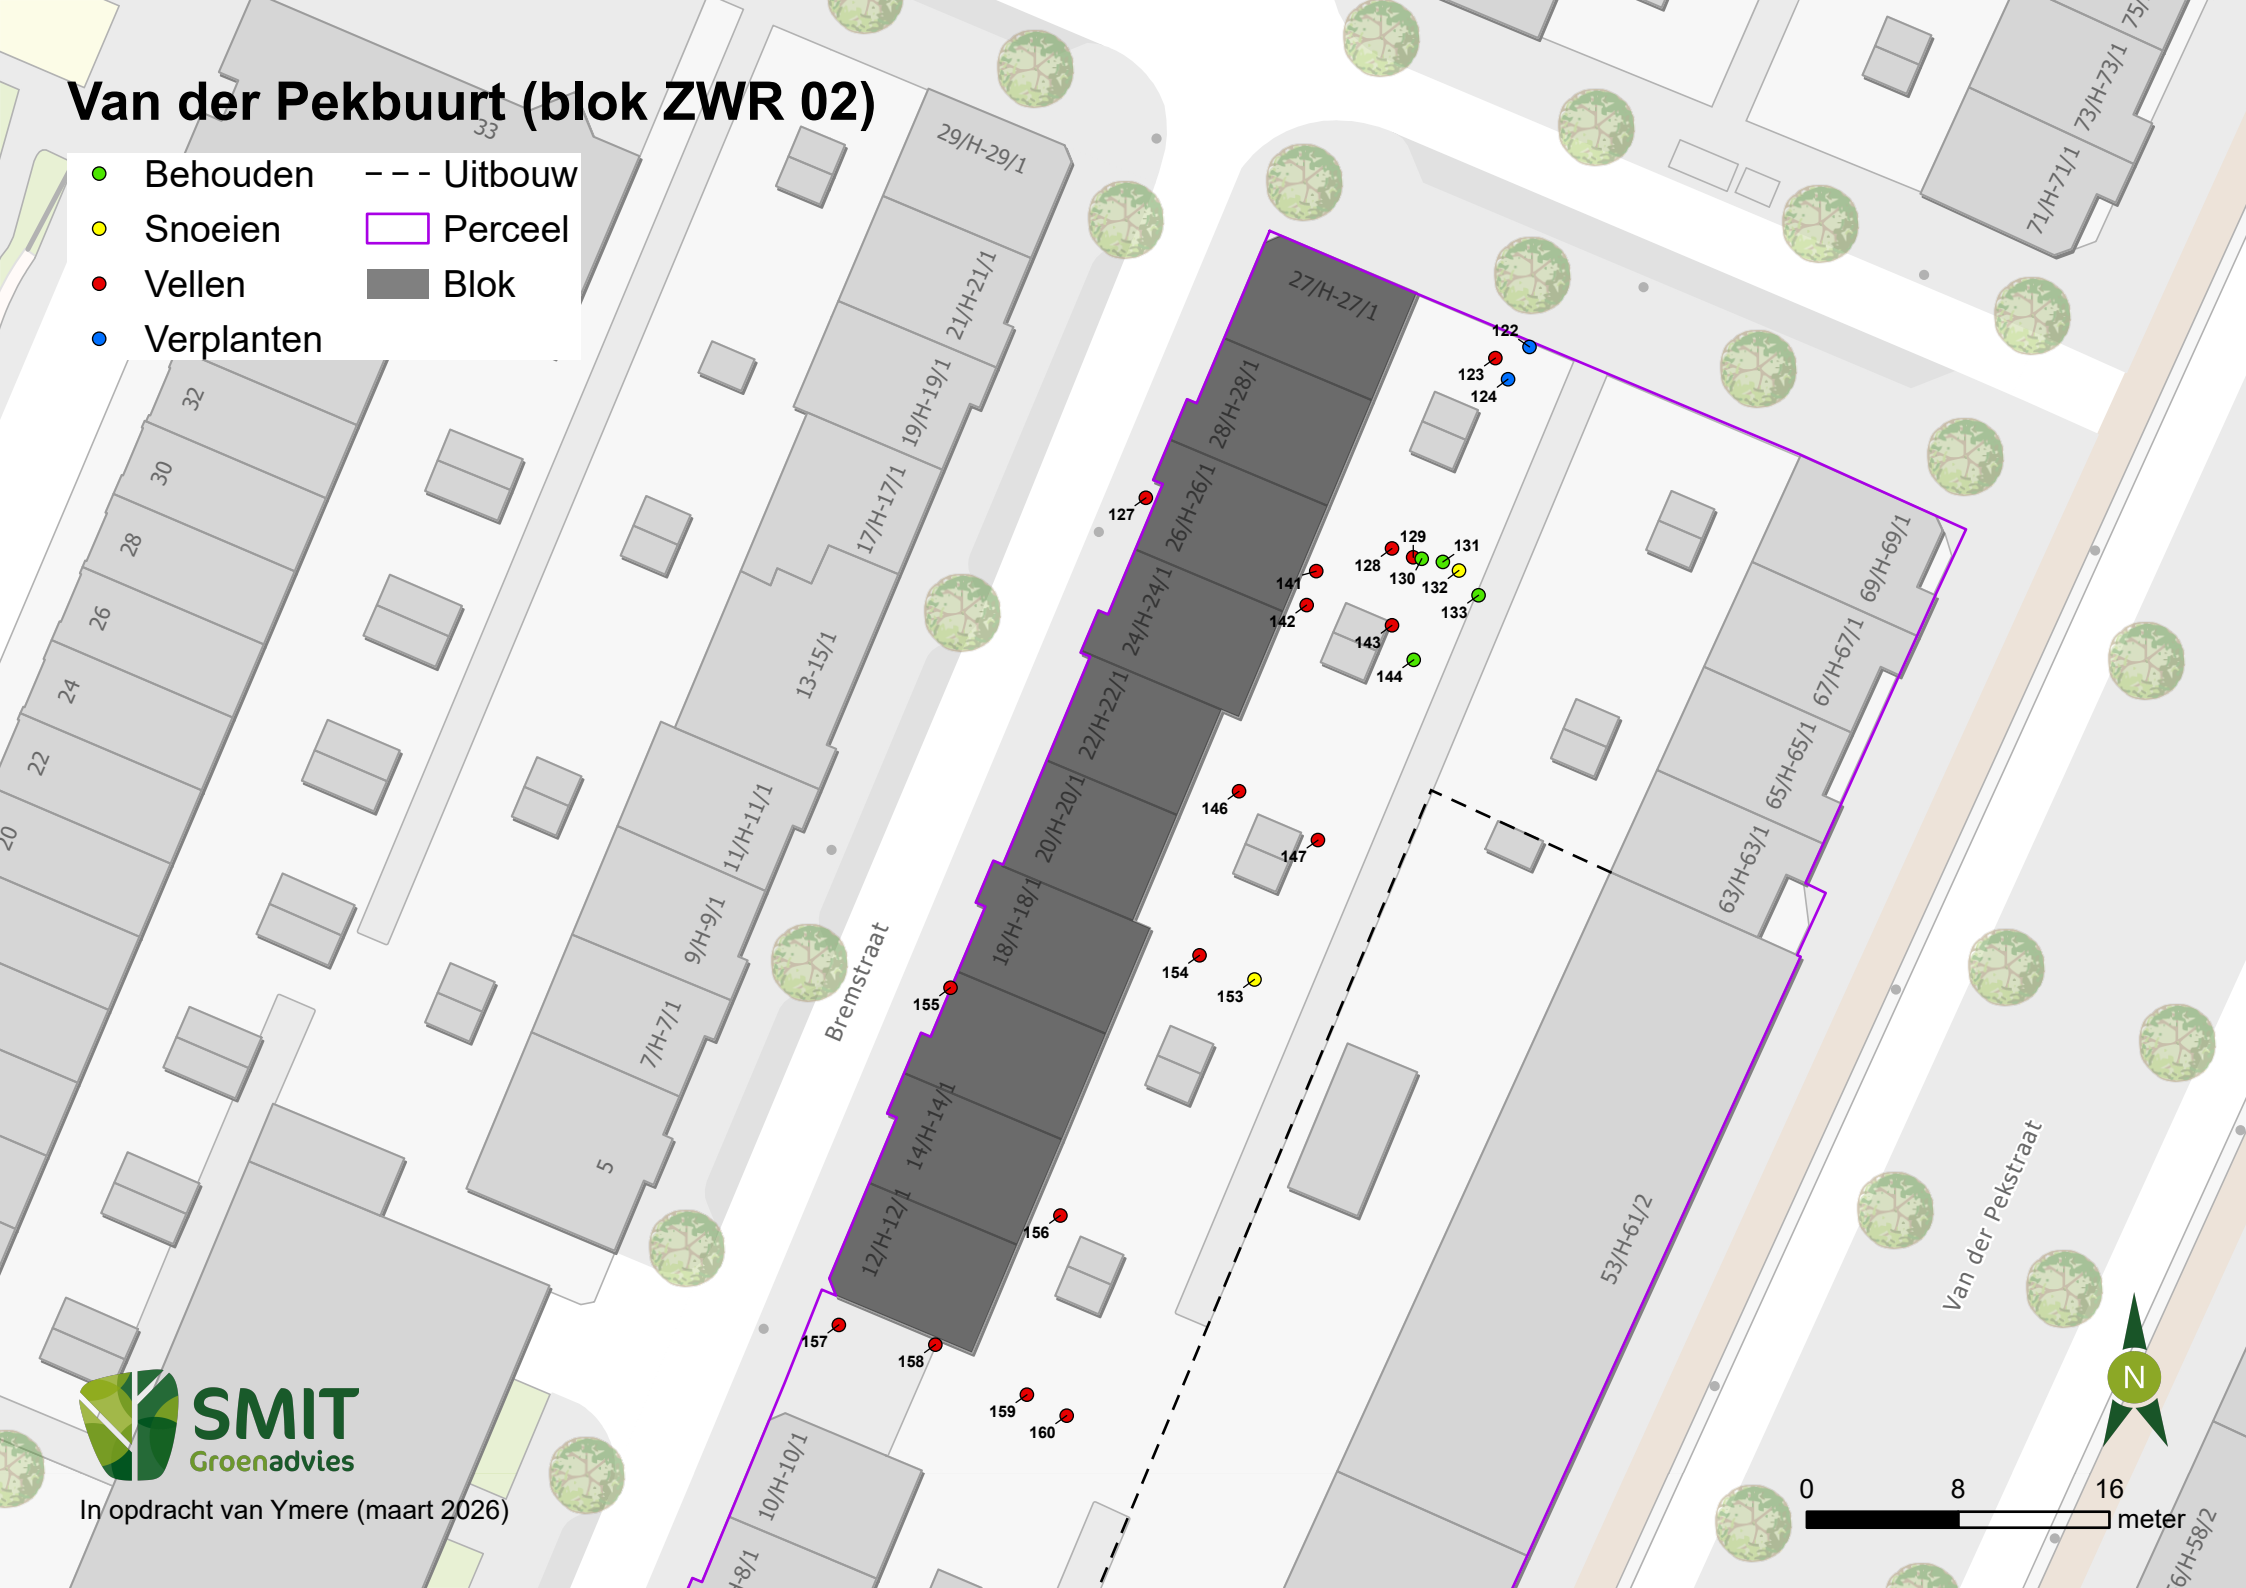 Van der Pekbuurt (blok ZWR 02)
Behouden
Snoeien
Vellen
Verplanten
Uitbouw
Perceel
Blok
33
32
30
28
26
24
22
20
29/H-29/1
21/H-21/1
19/H-19/1
17/H-17/1
13-15/1
11/H-11/1
9/H-9/1
7/H-7/1
5
27/H-27/1
28/H-28/1
26/H-26/1
24/H-24/1
22/H-22/1
20/H-20/1
18/H-18/1
14/H-14/1
12/H-12/1
10/H-10/1
H-8/1
75/
73/H-73/1
71/H-71/1
69/H-69/1
67/H-67/1
65/H-65/1
63/H-63/1
53/H-61/2
6/H-58/2
Bremstraat
Van der Pekstraat
122
123
124
127
128
129
130
131
132
133
141
142
143
144
146
147
154
153
155
156
157
158
159
160
SMIT
Groenadvies
In opdracht van Ymere (maart 2026)
N
0 8 16
meter